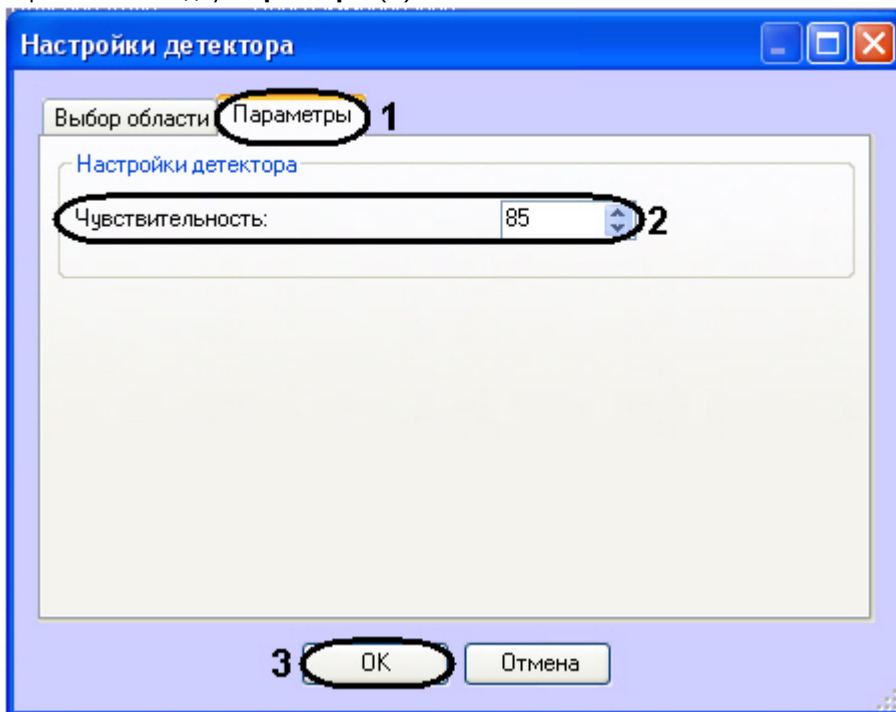 Настройки детектора
Выбор области Параметры 1
Настройки детектора
Чувствительность: 85 2
3 OK Отмена